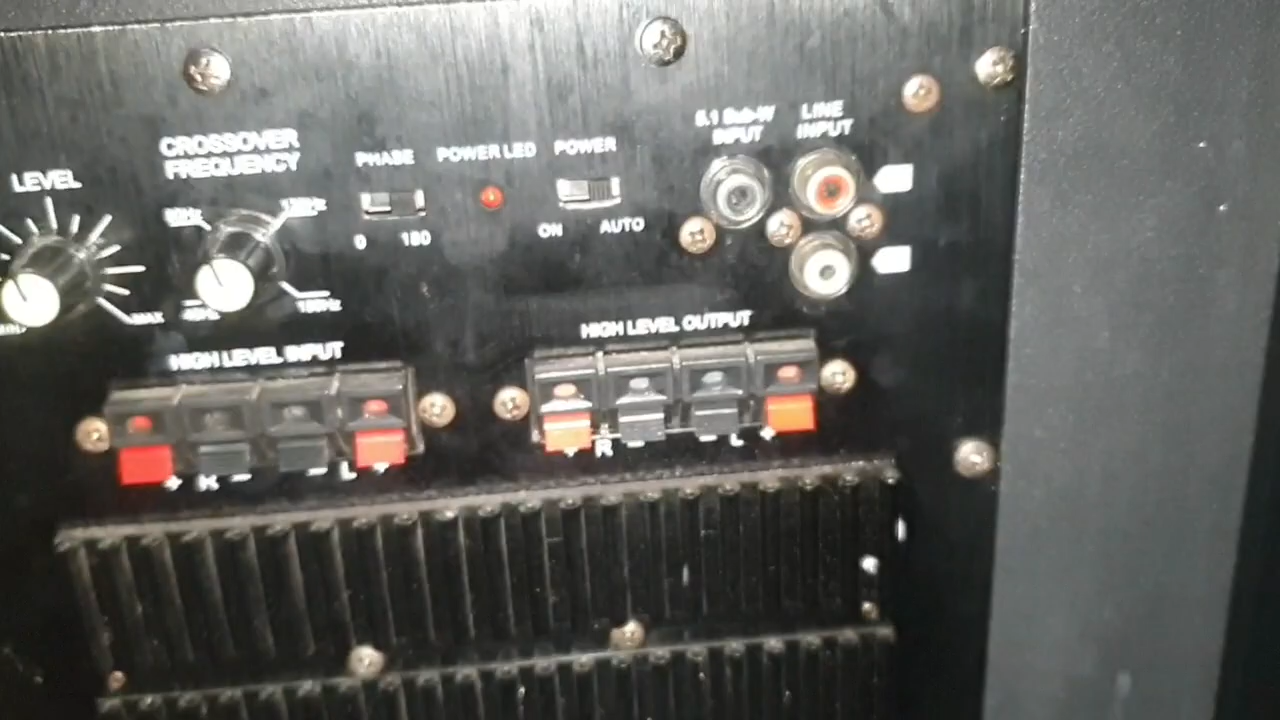 LEVEL
CROSSOVER
FREQUENCY
PHASE
POWER LED
POWER
5.1 Sub-W
INPUT
LINE
INPUT
0
180
ON
AUTO
MAX
HIGH LEVEL INPUT
HIGH LEVEL OUTPUT
+ R -
- L +
+ R -
- L +